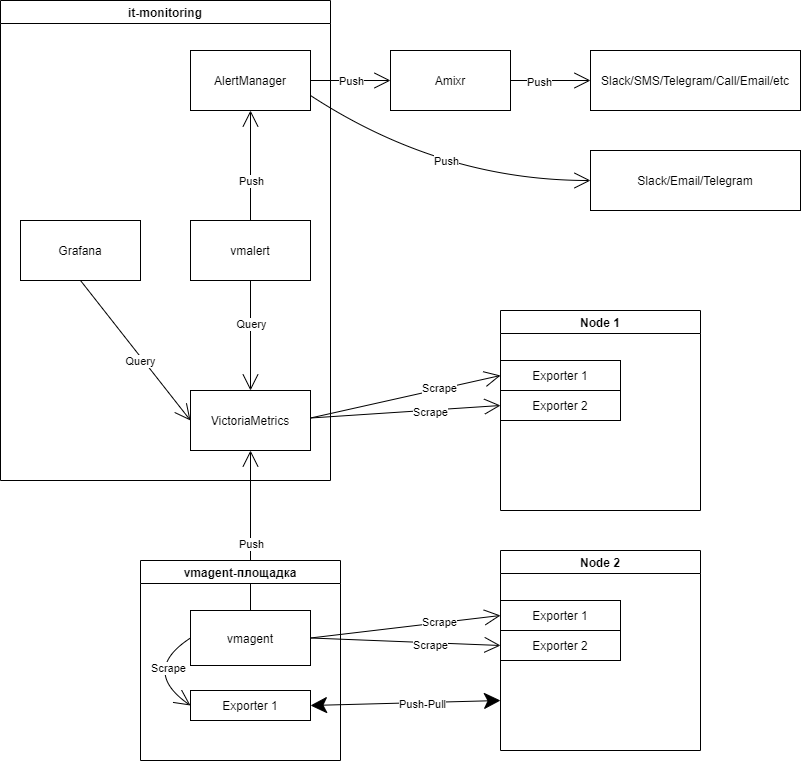 it-monitoring
AlertManager
Push
Amixr
Push
Slack/SMS/Telegram/Call/Email/etc
Push
Slack/Email/Telegram
Push
Grafana
vmalert
Query
Query
VictoriaMetrics
Scrape
Scrape
Node 1
Exporter 1
Exporter 2
Push
vmagent-площадка
vmagent
Scrape
Exporter 1
Scrape
Scrape
Push-Pull
Node 2
Exporter 1
Exporter 2